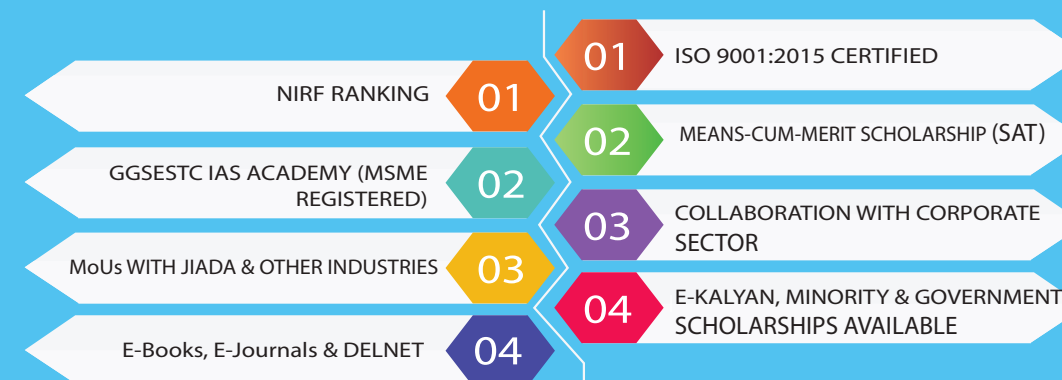 NIRF RANKING
01
GGSESTC IAS ACADEMY (MSME
REGISTERED)
02
MoUs WITH JIADA & OTHER INDUSTRIES
03
E-Books, E-Journals & DELNET
04
01
ISO 9001:2015 CERTIFIED
02
MEANS-CUM-MERIT SCHOLARSHIP (SAT)
03
COLLABORATION WITH CORPORATE
SECTOR
04
E-KALYAN, MINORITY & GOVERNMENT
SCHOLARSHIPS AVAILABLE